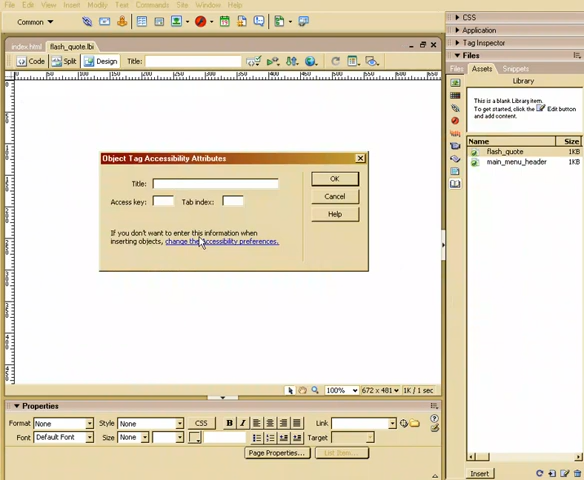 File Edit View Insert Modify Text Commands Site Window Help
Common
CSS
Application
Tag Inspector
Files
index.html flash_quote.lbi
Code Split Design Title:
Files Assets Snippets
Library
This is a blank Library item.
To get started, click the Edit button
and add content.
Name Size
flash_quote 1KB
main_menu_header 1KB
Object Tag Accessibility Attributes
Title:
OK
Access key: Tab index:
Cancel
Help
If you don't want to enter this information when
inserting objects, change the accessibility preferences.
100% 672 x 481 1K / 1 sec
Properties
Format None Style None CSS B I Link
Font Default Font Size None Target
Page Properties... List Item...
Insert